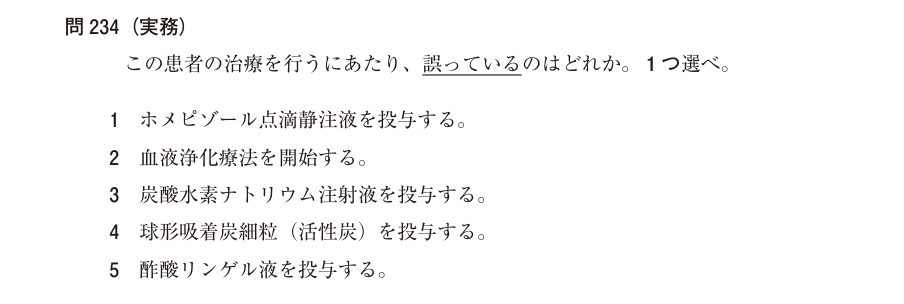 問 234（実務）
この患者の治療を行うにあたり、誤っているのはどれか。1つ選べ。
1 ホメピゾール点滴静注液を投与する。
2 血液浄化療法を開始する。
3 炭酸水素ナトリウム注射液を投与する。
4 球形吸着炭細粒（活性炭）を投与する。
5 酢酸リンゲル液を投与する。